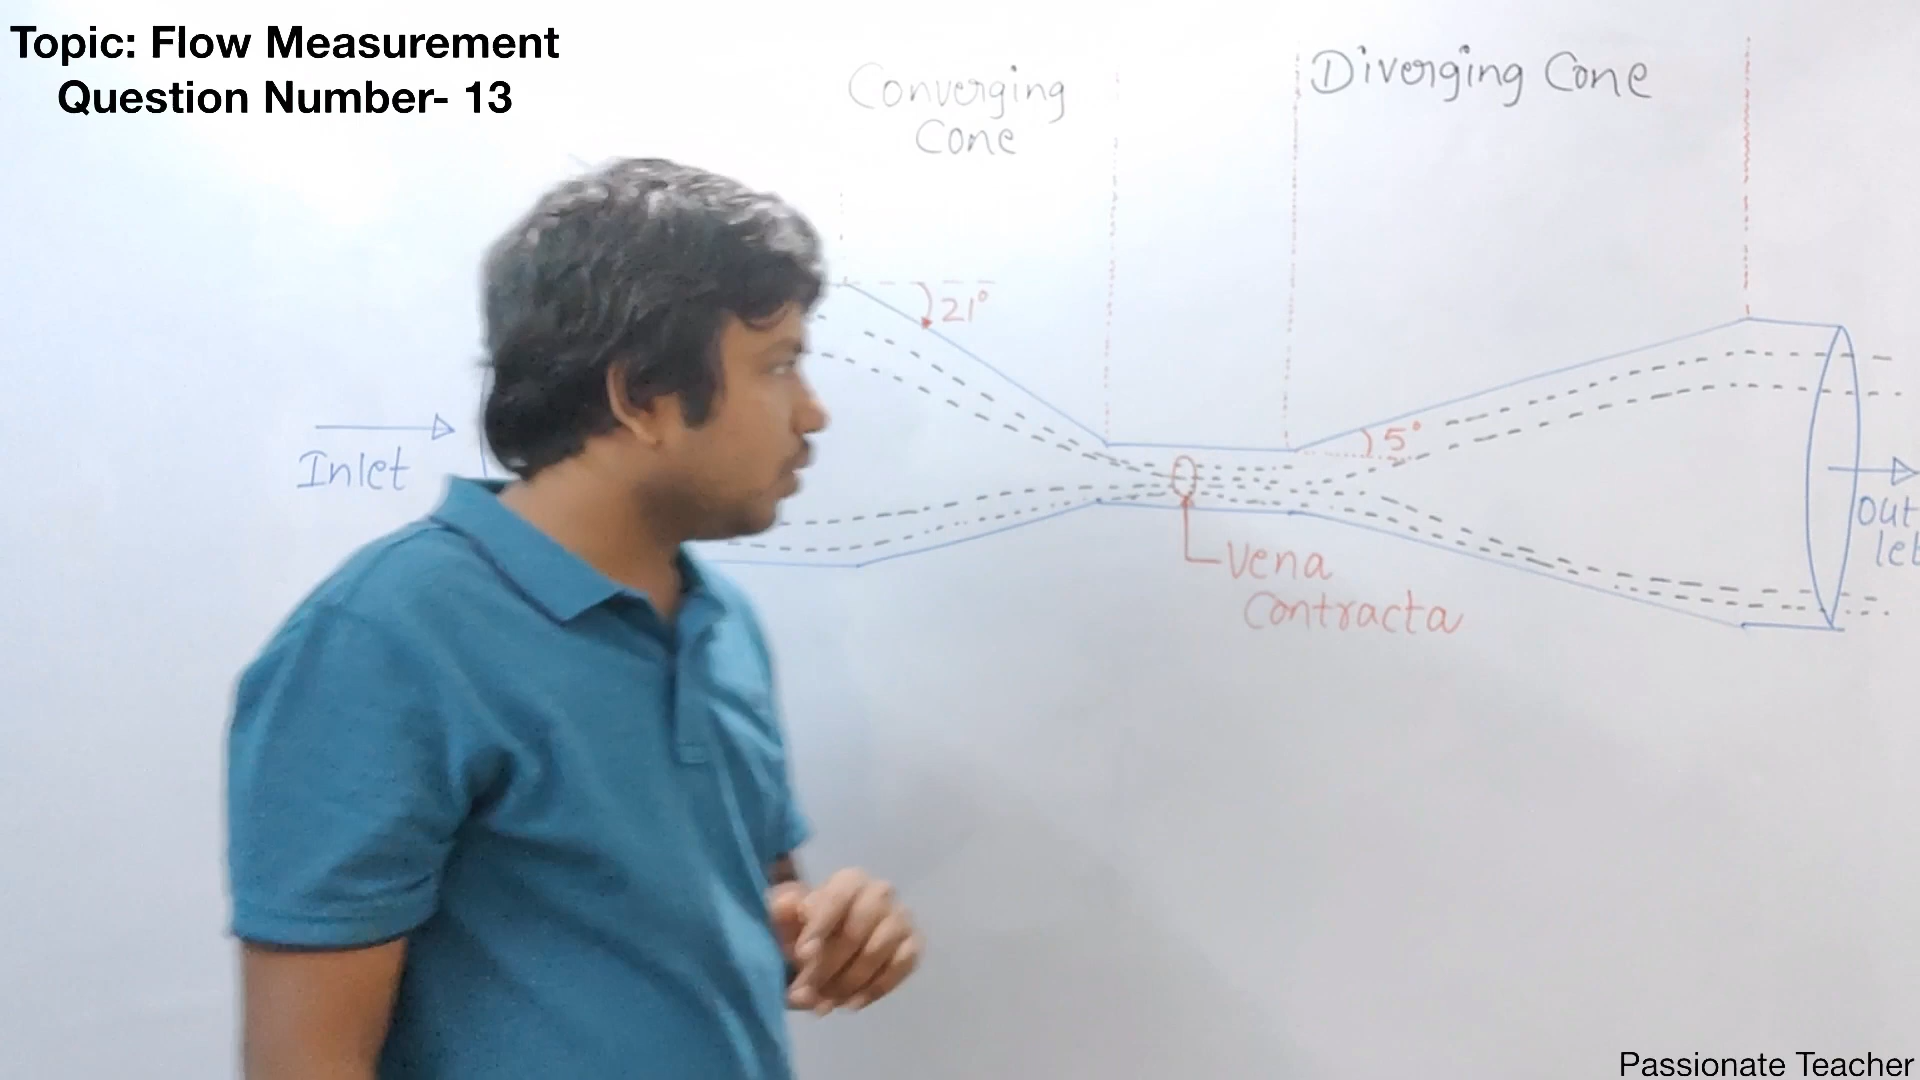 Topic: Flow Measurement
Question Number- 13
Converging
Cone
Diverging Cone
21°
5°
Inlet
Vena
Contracta
Out
let
Passionate Teacher